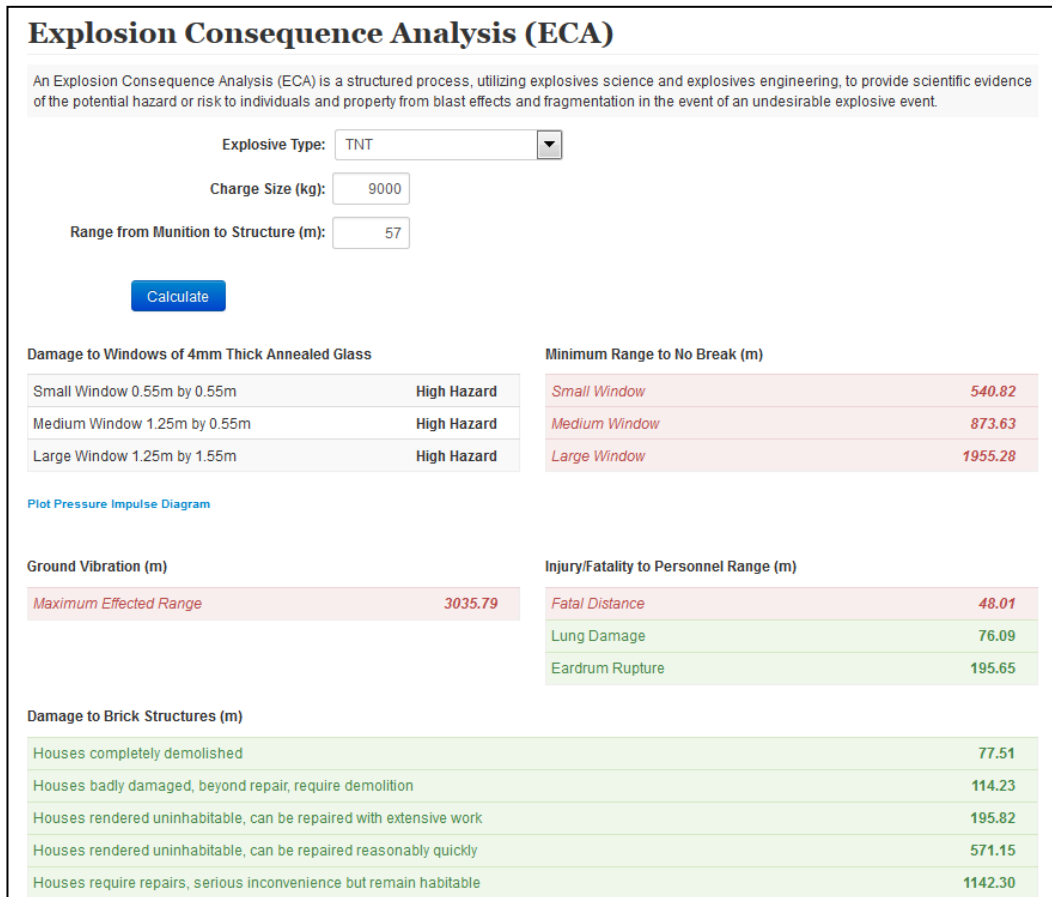 Explosion Consequence Analysis (ECA)
An Explosion Consequence Analysis (ECA) is a structured process, utilizing explosives science and explosives engineering, to provide scientific evidence
of the potential hazard or risk to individuals and property from blast effects and fragmentation in the event of an undesirable explosive event.
Explosive Type: TNT
Charge Size (kg): 9000
Range from Munition to Structure (m): 57
Calculate
Damage to Windows of 4mm Thick Annealed Glass
Small Window 0.55m by 0.55m High Hazard
Medium Window 1.25m by 0.55m High Hazard
Large Window 1.25m by 1.55m High Hazard
Minimum Range to No Break (m)
Small Window 540.82
Medium Window 873.63
Large Window 1955.28
Plot Pressure Impulse Diagram
Ground Vibration (m)
Maximum Effected Range 3035.79
Injury/Fatality to Personnel Range (m)
Fatal Distance 48.01
Lung Damage 76.09
Eardrum Rupture 195.65
Damage to Brick Structures (m)
Houses completely demolished 77.51
Houses badly damaged, beyond repair, require demolition 114.23
Houses rendered uninhabitable, can be repaired with extensive work 195.82
Houses rendered uninhabitable, can be repaired reasonably quickly 571.15
Houses require repairs, serious inconvenience but remain habitable 1142.30